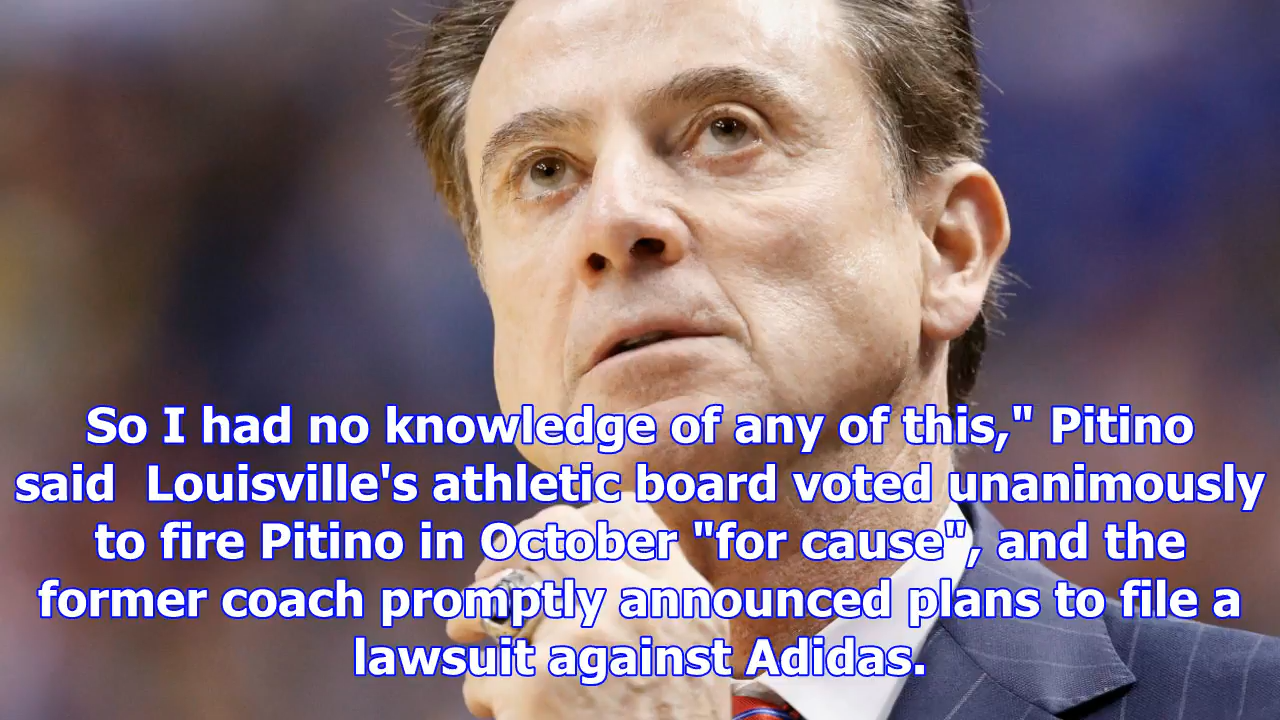 So I had no knowledge of any of this," Pitino
said  Louisville's athletic board voted unanimously
to fire Pitino in October "for cause", and the
former coach promptly announced plans to file a
lawsuit against Adidas.